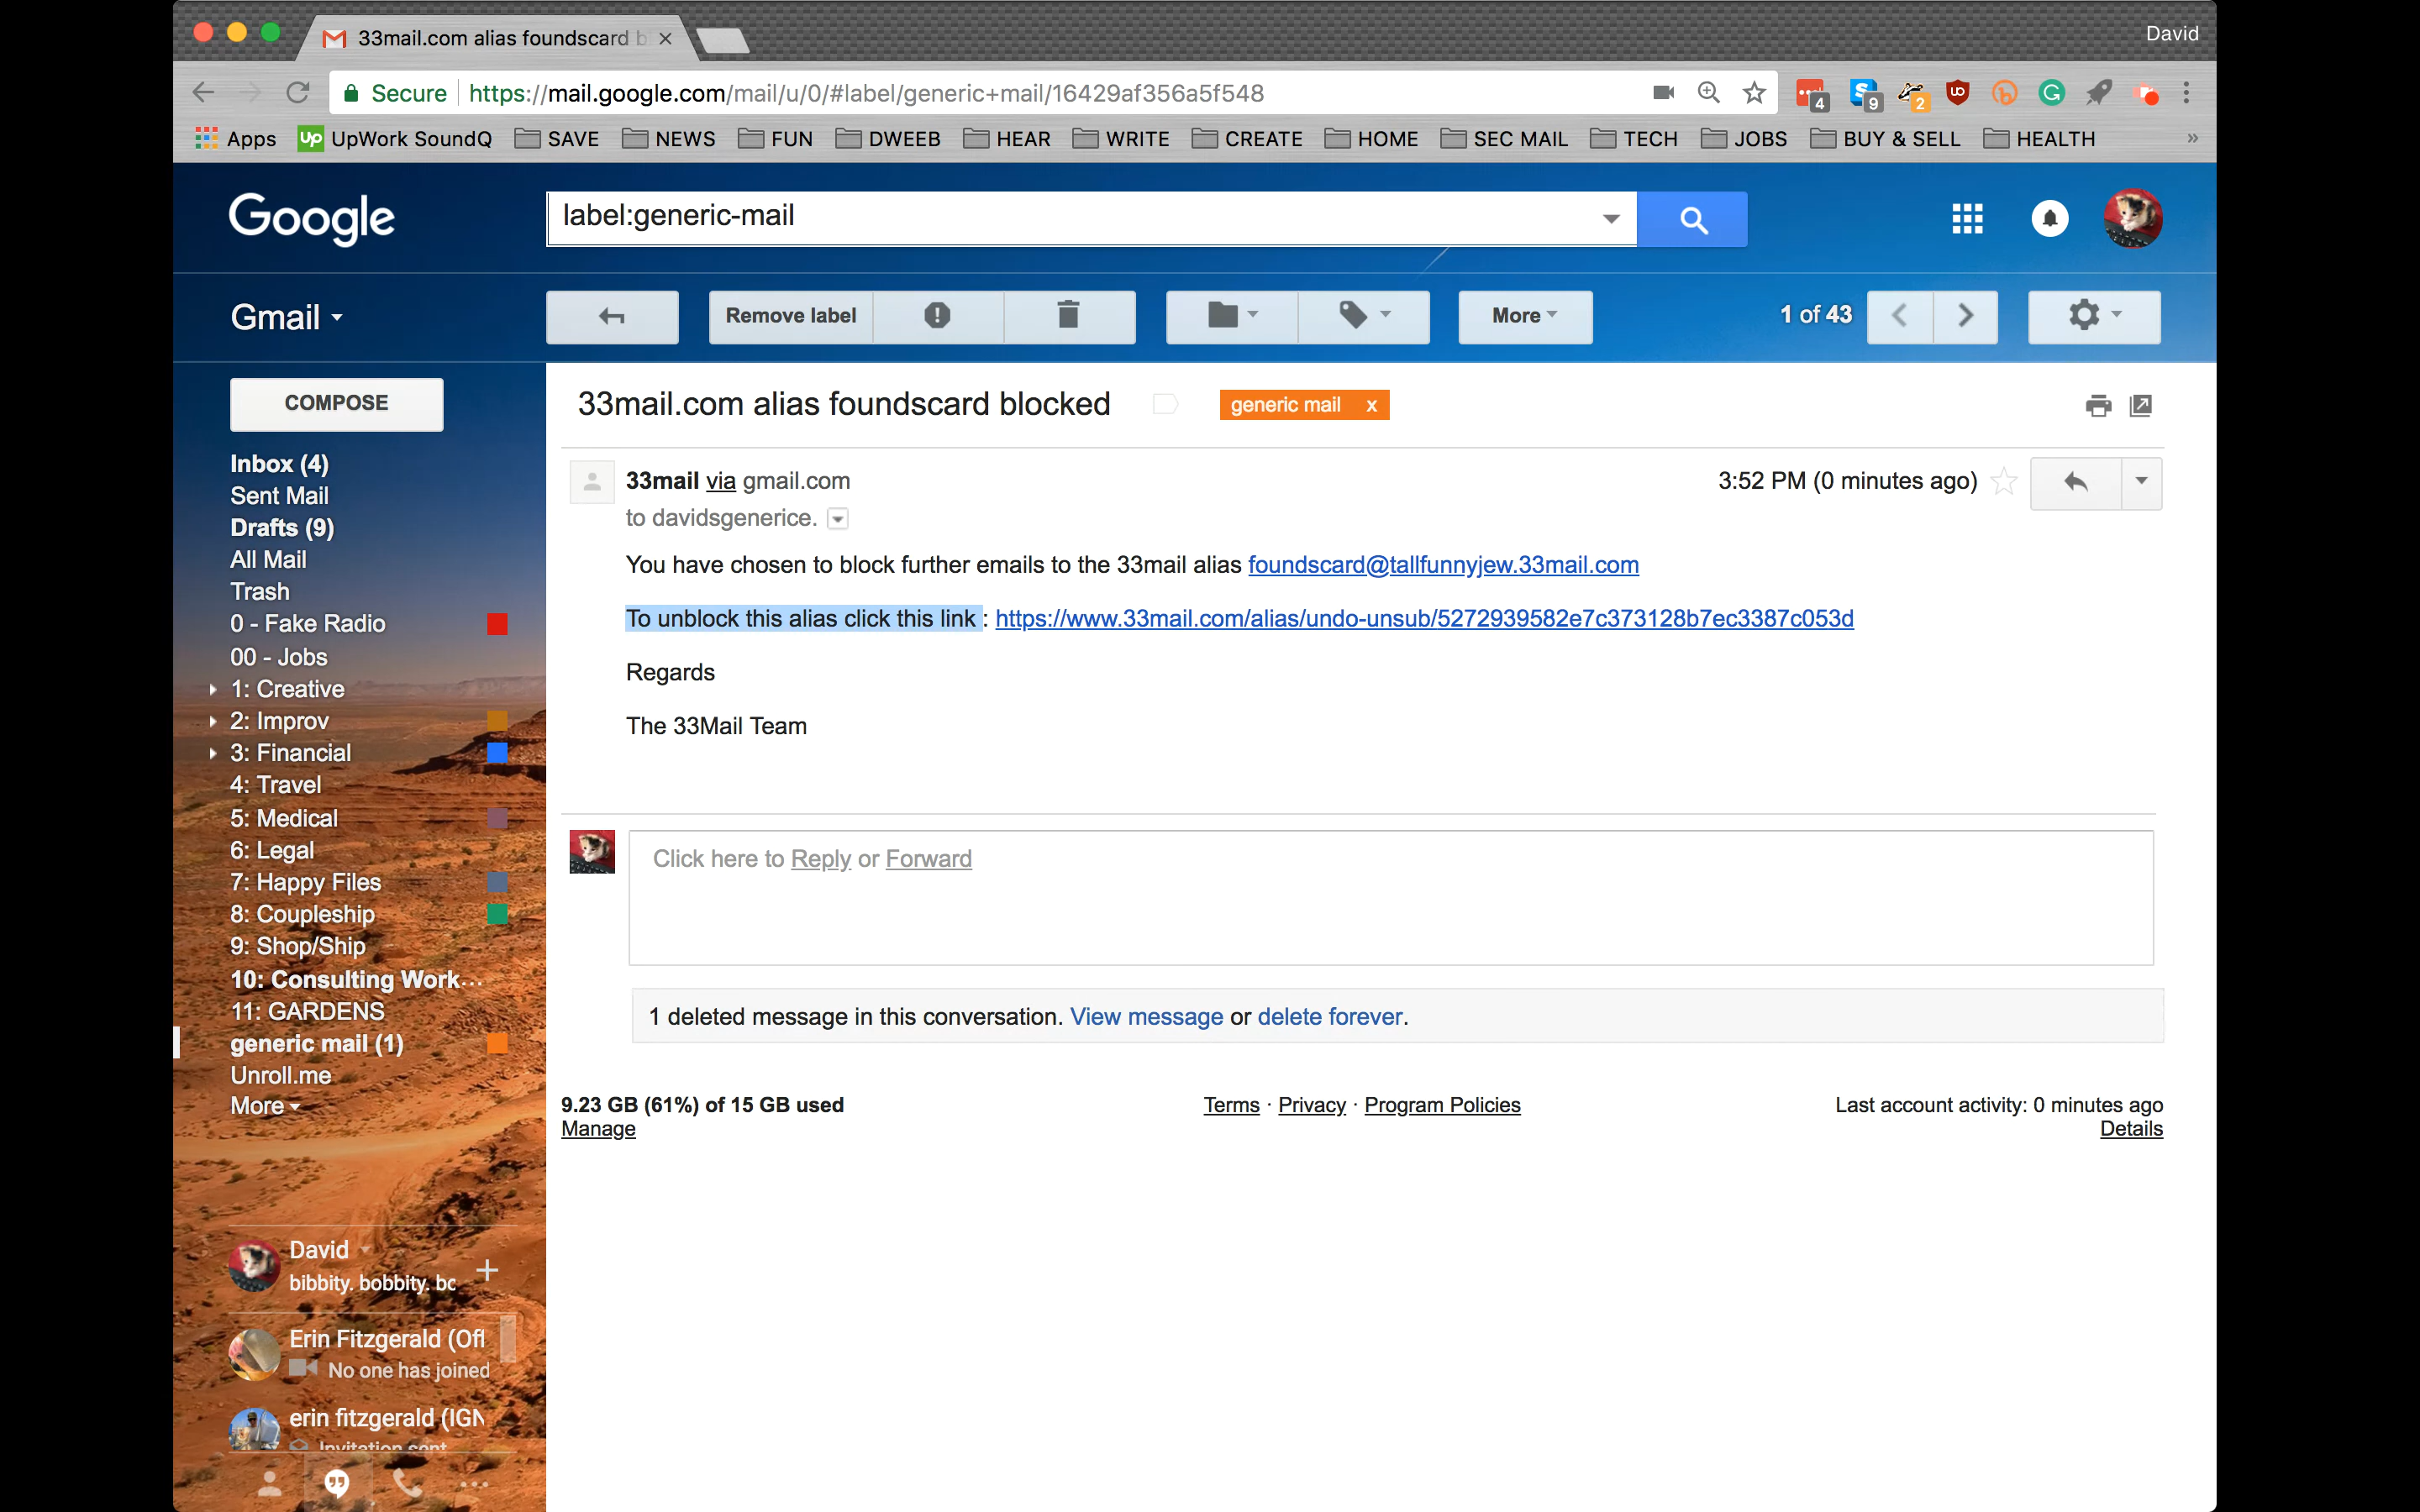 33mail.com alias foundscard b
David
Secure https://mail.google.com/mail/u/0/#label/generic+mail/16429af356a5f548
4 S 9 2 UD b G
Apps Up UpWork SoundQ SAVE NEWS FUN DWEEB HEAR WRITE CREATE HOME SEC MAIL TECH JOBS BUY & SELL HEALTH »
Google
label:generic-mail
Gmail
Remove label
More
1 of 43
COMPOSE
Inbox (4)
Sent Mail
Drafts (9)
All Mail
Trash
0 - Fake Radio
00 - Jobs
1: Creative
2: Improv
3: Financial
4: Travel
5: Medical
6: Legal
7: Happy Files
8: Coupleship
9: Shop/Ship
10: Consulting Work...
11: GARDENS
generic mail (1)
Unroll.me
More
33mail.com alias foundscard blocked
generic mail x
33mail via gmail.com
3:52 PM (0 minutes ago)
to davidsgenerice.
You have chosen to block further emails to the 33mail alias foundscard@tallfunnyjew.33mail.com
To unblock this alias click this link : https://www.33mail.com/alias/undo-unsub/5272939582e7c373128b7ec3387c053d
Regards
The 33Mail Team
Click here to Reply or Forward
1 deleted message in this conversation. View message or delete forever.
9.23 GB (61%) of 15 GB used
Manage
Terms · Privacy · Program Policies
Last account activity: 0 minutes ago
Details
David
bibbity. bobbity. bo
Erin Fitzgerald (Off
No one has joined
erin fitzgerald (IGN
Invitation sent